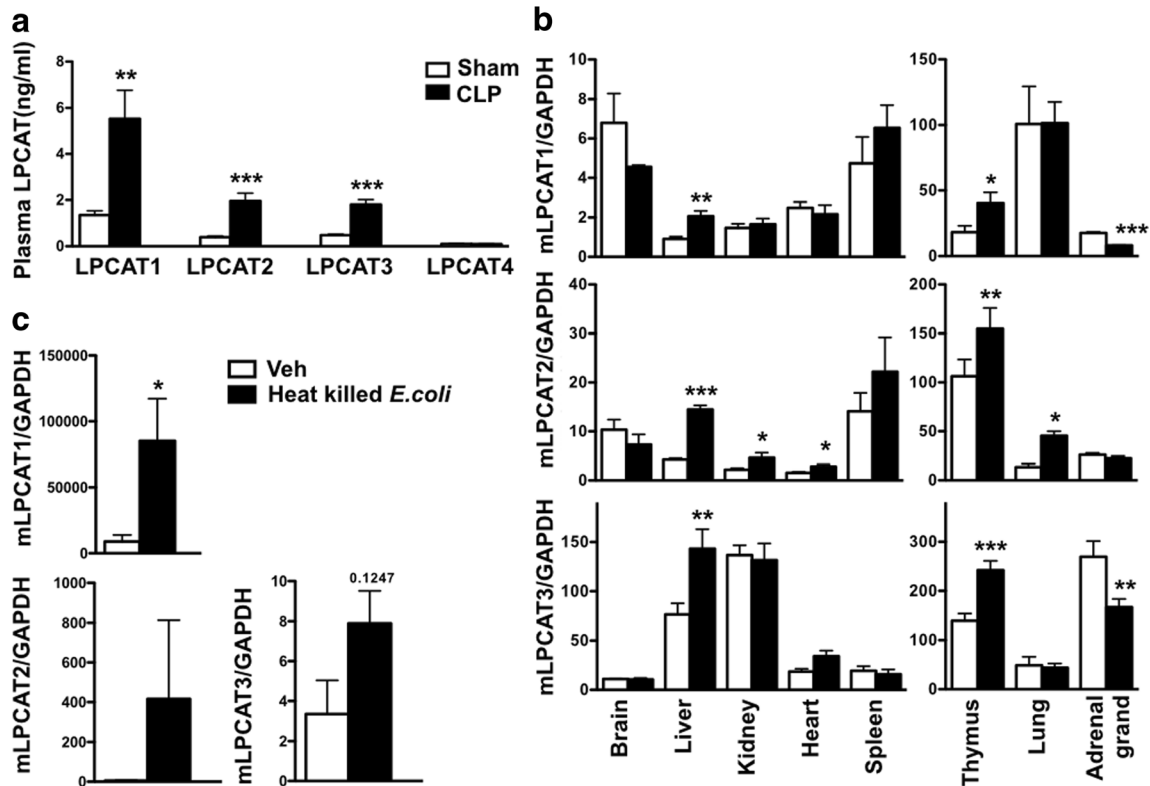 a
Plasma LPCAT(ng/ml)
8
6
4
2
0
**
***
***
Sham
CLP
LPCAT1 LPCAT2 LPCAT3 LPCAT4
b
mLPCAT1/GAPDH
10
8
6
4
2
0
**
150
100
50
0
*
***
mLPCAT2/GAPDH
40
30
20
10
0
***
*
*
200
150
100
50
0
**
*
mLPCAT3/GAPDH
150
100
50
0
**
300
200
100
0
***
**
Brain
Liver
Kidney
Heart
Spleen
Thymus
Lung
Adrenal
grand
c
mLPCAT1/GAPDH
150000
100000
50000
0
*
Veh
Heat killed E.coli
mLPCAT2/GAPDH
1000
800
600
400
200
0
mLPCAT3/GAPDH
10
8
6
4
2
0
0.1247